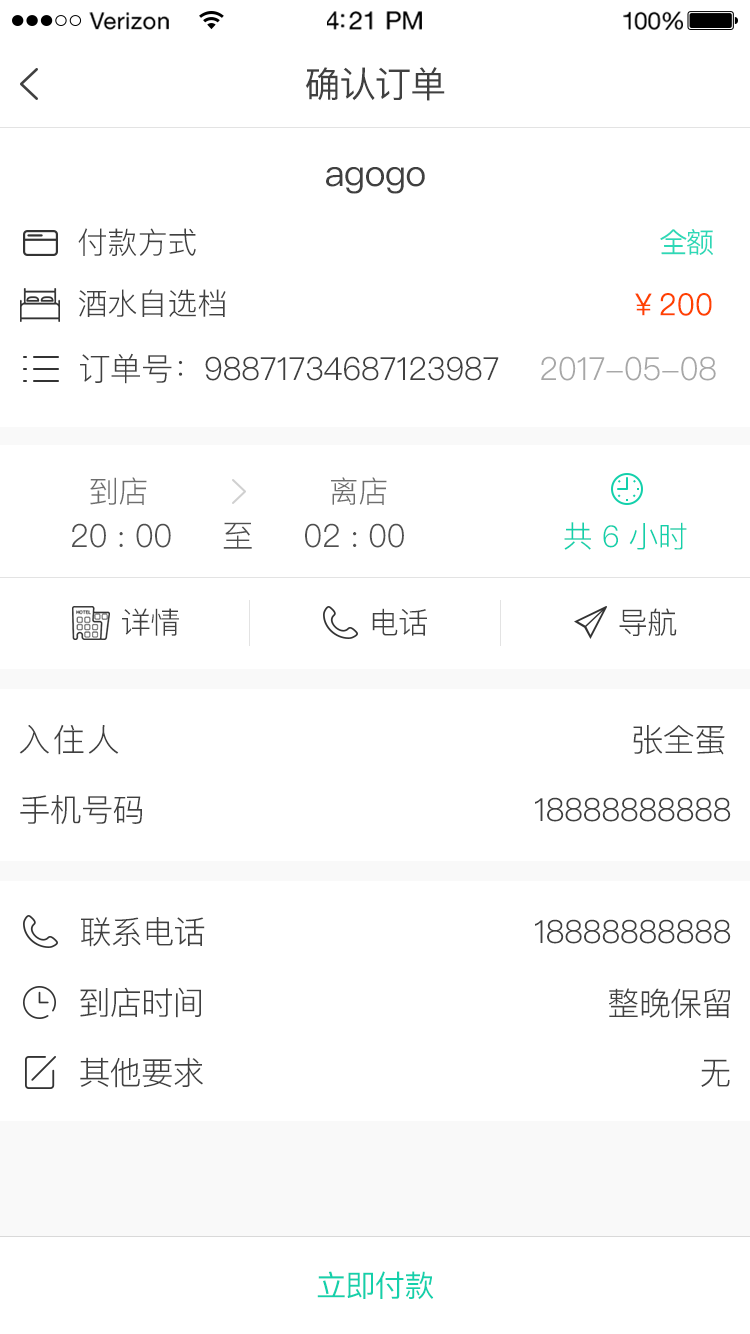 Verizon 4:21 PM 100%
确认订单
agogo
付款方式 全额
酒水自选档 ¥200
订单号：98871734687123987 2017-05-08
到店 离店
20：00 至 02：00 共 6 小时
HOTEL 详情 电话 导航
入住人 张全蛋
手机号码 18888888888
联系电话 18888888888
到店时间 整晚保留
其他要求 无
立即付款